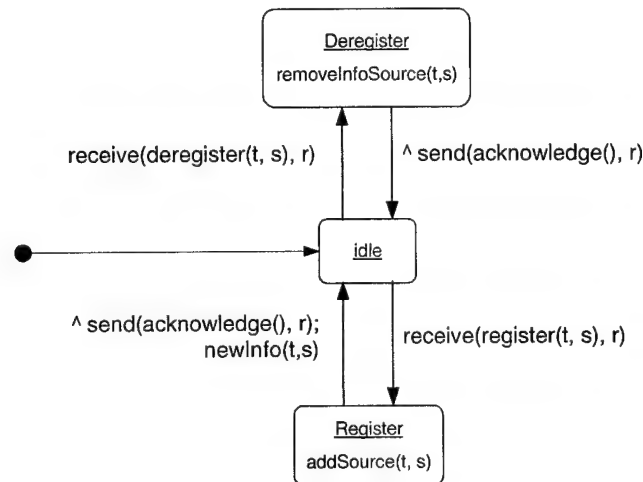 Deregister
removeInfoSource(t,s)
receive(deregister(t, s), r)
^ send(acknowledge(), r)
idle
^ send(acknowledge(), r);
newInfo(t,s)
receive(register(t, s), r)
Register
addSource(t, s)